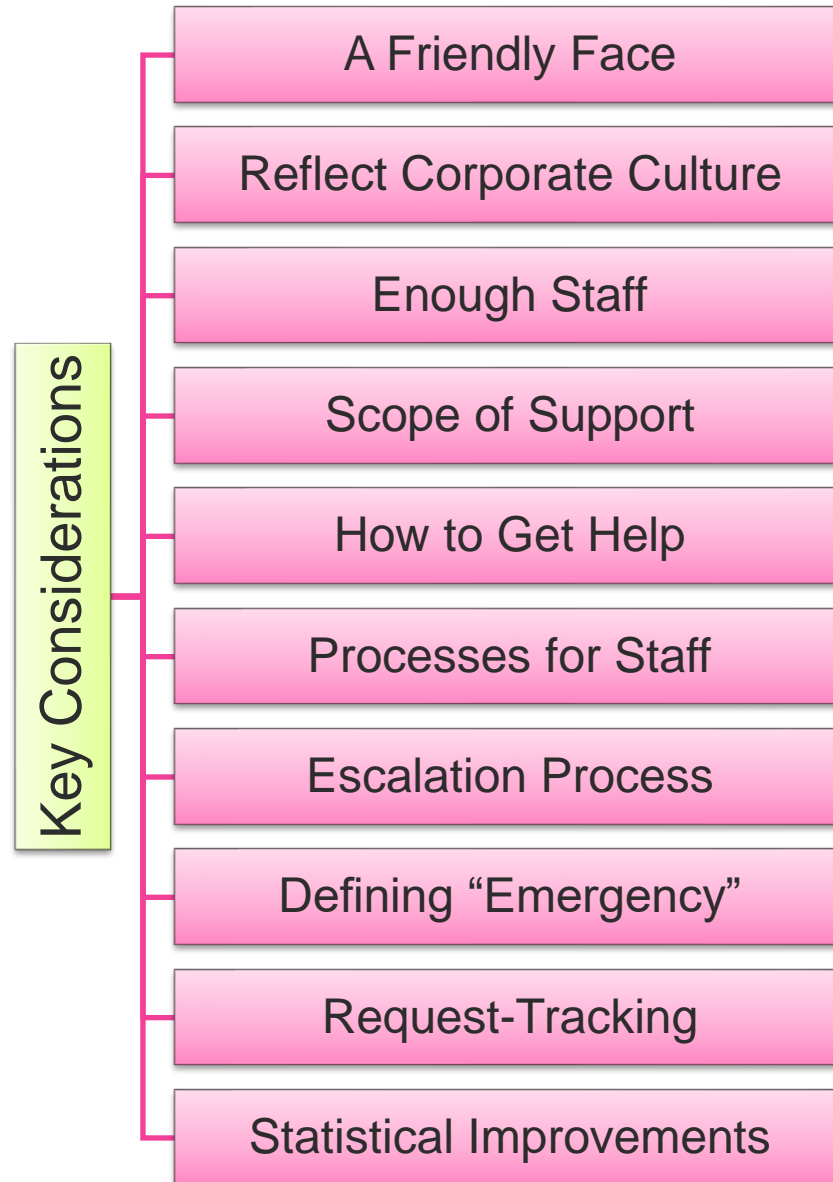 Key Considerations
A Friendly Face
Reflect Corporate Culture
Enough Staff
Scope of Support
How to Get Help
Processes for Staff
Escalation Process
Defining “Emergency”
Request-Tracking
Statistical Improvements